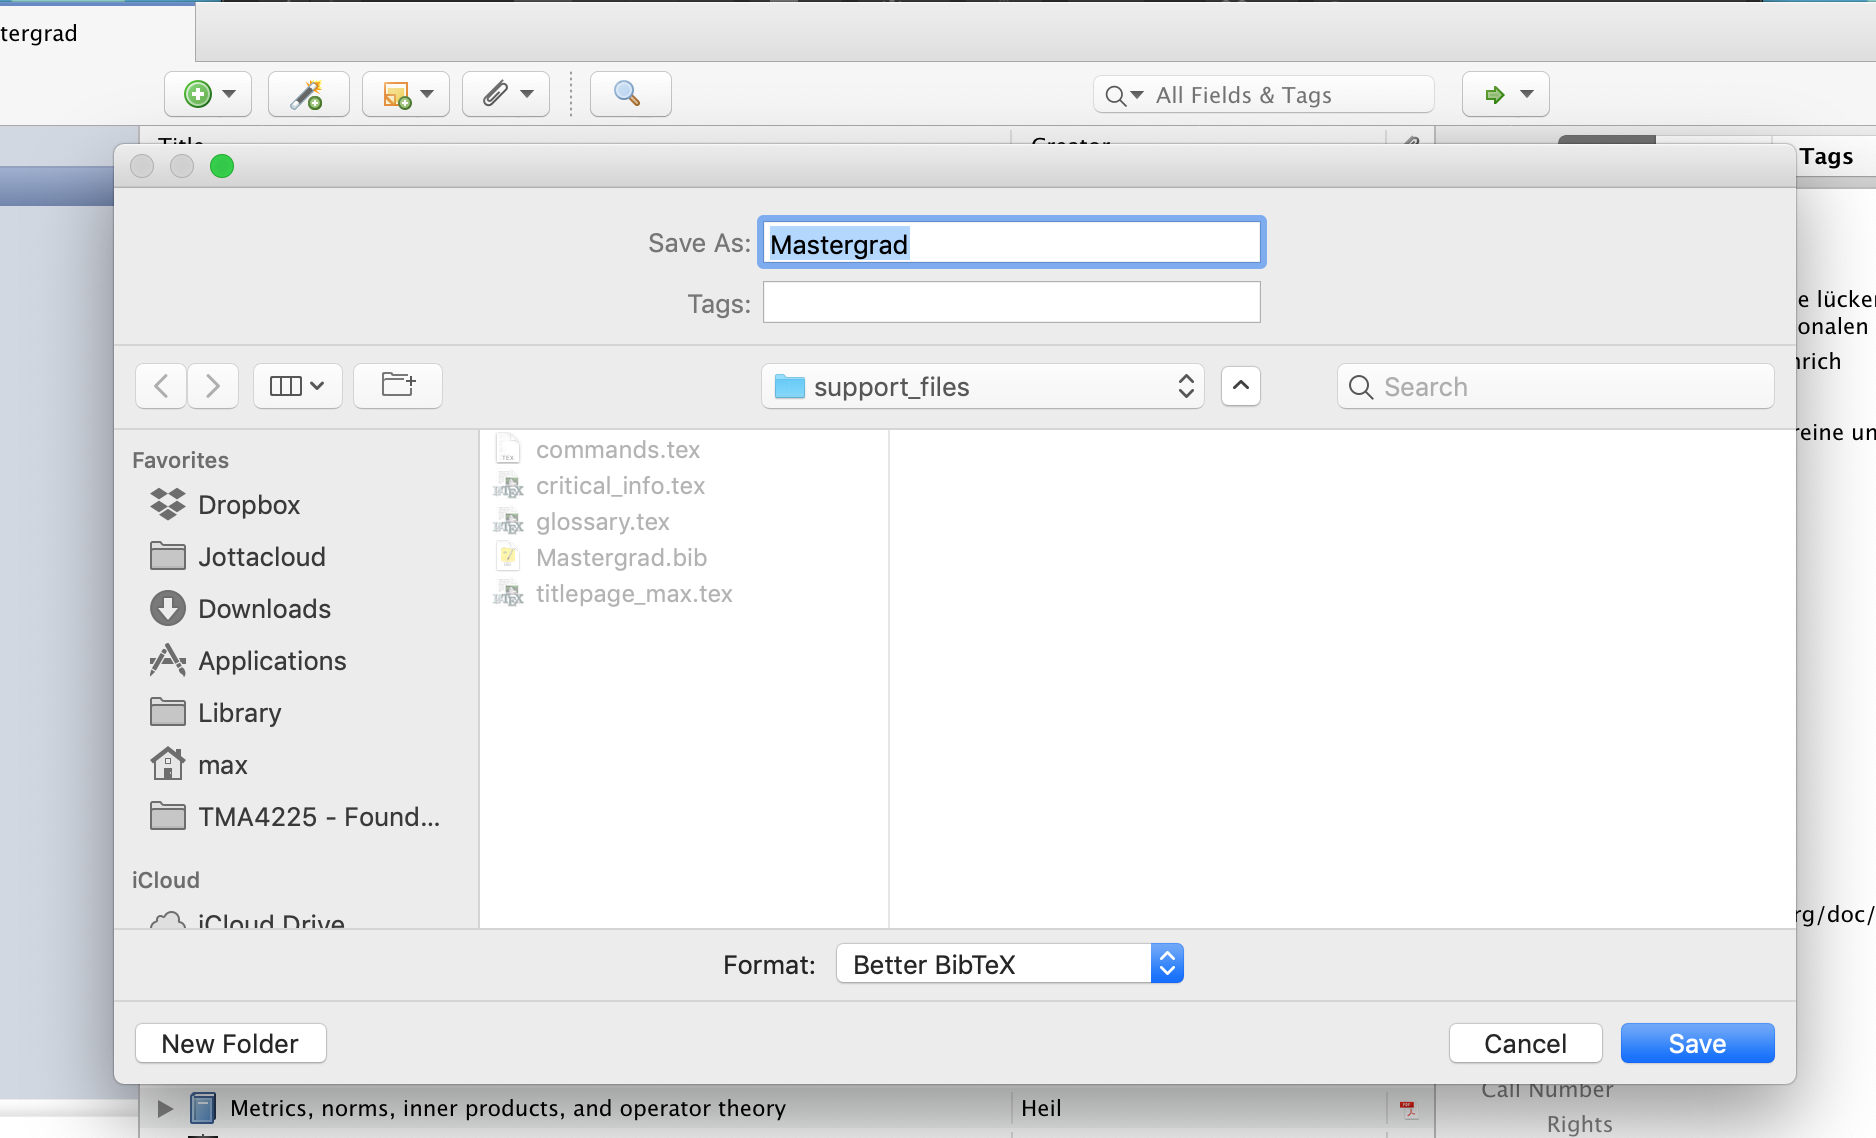 tergrad
All Fields & Tags
Title
Creator
Tags
Save As: Mastergrad
Tags:
support_files
Search
Favorites
Dropbox
Jottacloud
Downloads
Applications
Library
max
TMA4225 - Found...
iCloud
iCloud Drive
commands.tex
critical_info.tex
glossary.tex
Mastergrad.bib
titlepage_max.tex
e lücke
onalen
rich
reine un
rg/doc/
Format: Better BibTeX
New Folder
Cancel
Save
Metrics, norms, inner products, and operator theory
Heil
Call Number
Rights